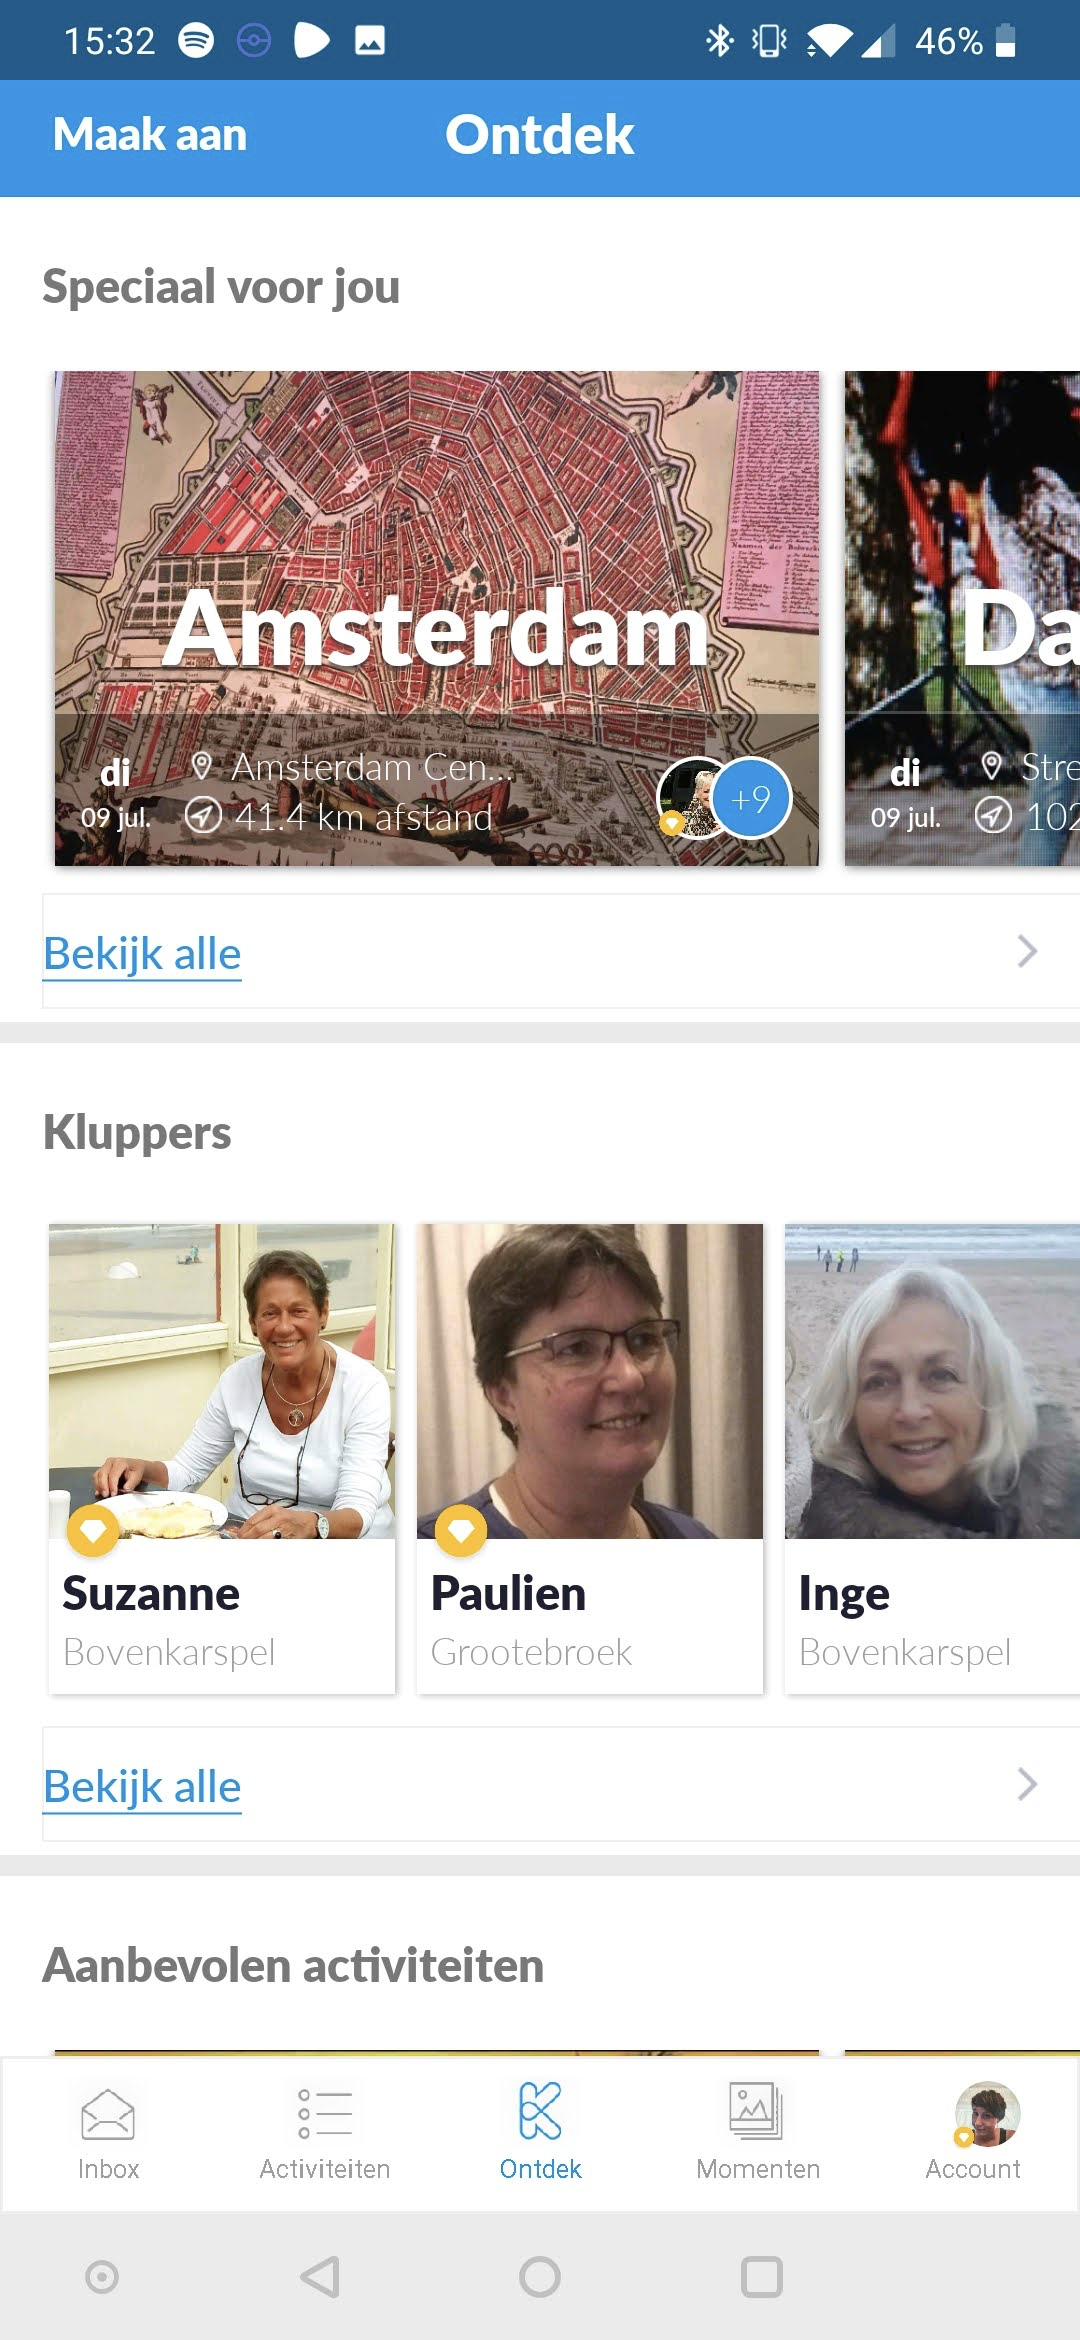 15:32
46%
Maak aan
Ontdek
Speciaal voor jou
Amsterdam
di
09 jul.
Amsterdam Cen...
41.4 km afstand
+9
Da
di
09 jul.
Stre
102
Bekijk alle
Kluppers
Suzanne
Bovenkarspel
Paulien
Grootebroek
Inge
Bovenkarspel
Bekijk alle
Aanbevolen activiteiten
Inbox
Activiteiten
Ontdek
Momenten
Account